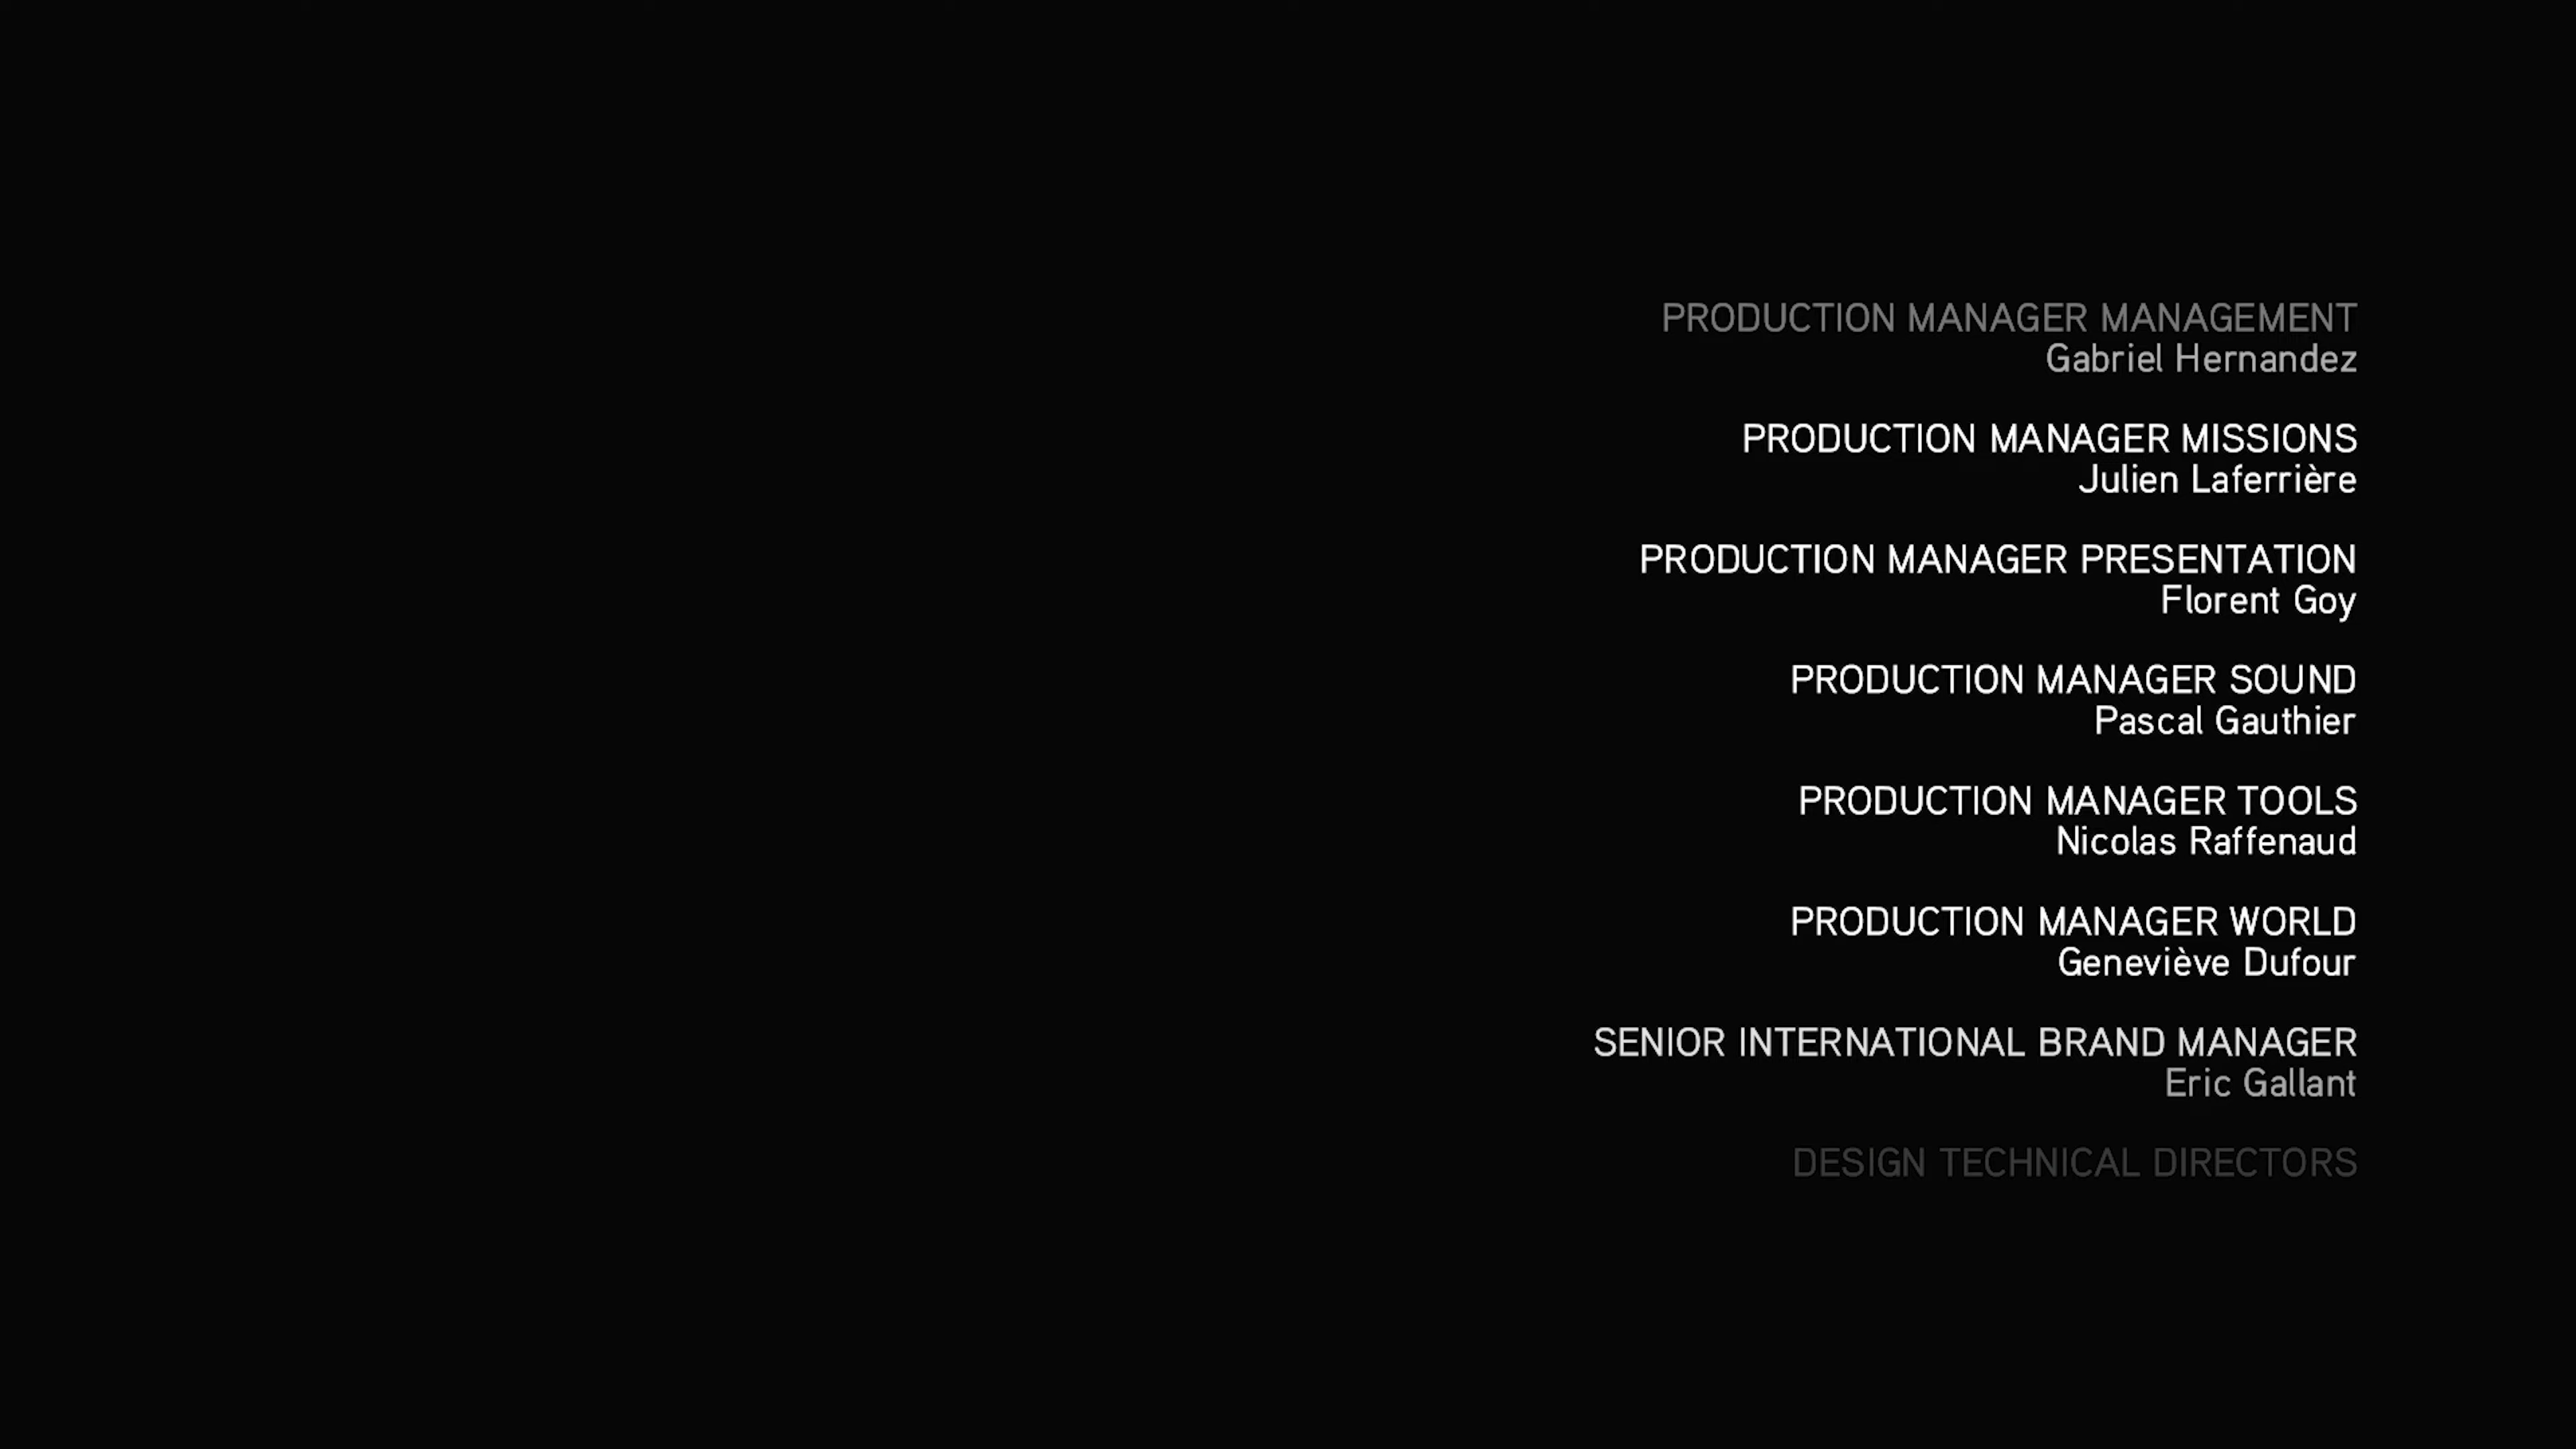 PRODUCTION MANAGER MANAGEMENT
Gabriel Hernandez
PRODUCTION MANAGER MISSIONS
Julien Laferrière
PRODUCTION MANAGER PRESENTATION
Florent Goy
PRODUCTION MANAGER SOUND
Pascal Gauthier
PRODUCTION MANAGER TOOLS
Nicolas Raffenaud
PRODUCTION MANAGER WORLD
Geneviève Dufour
SENIOR INTERNATIONAL BRAND MANAGER
Eric Gallant
DESIGN TECHNICAL DIRECTORS